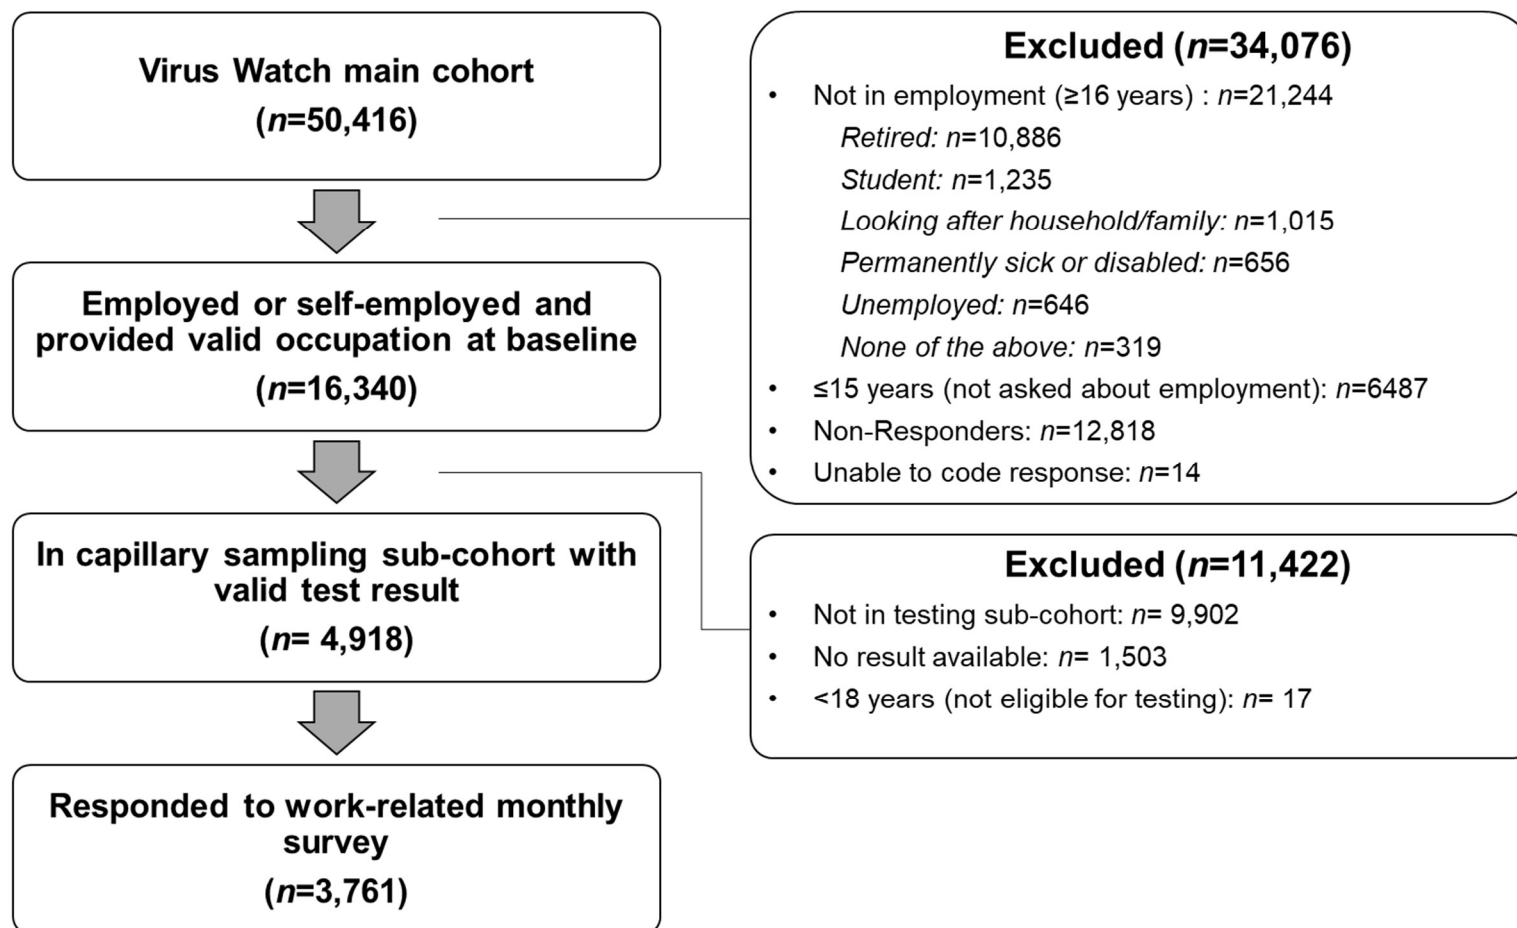 Virus Watch main cohort
(n=50,416)
Employed or self-employed and
provided valid occupation at baseline
(n=16,340)
In capillary sampling sub-cohort with
valid test result
(n= 4,918)
Responded to work-related monthly
survey
(n=3,761)
Excluded (n=34,076)
• Not in employment (≥16 years) : n=21,244
Retired: n=10,886
Student: n=1,235
Looking after household/family: n=1,015
Permanently sick or disabled: n=656
Unemployed: n=646
None of the above: n=319
• ≤15 years (not asked about employment): n=6487
• Non-Responders: n=12,818
• Unable to code response: n=14
Excluded (n=11,422)
• Not in testing sub-cohort: n= 9,902
• No result available: n= 1,503
• <18 years (not eligible for testing): n= 17